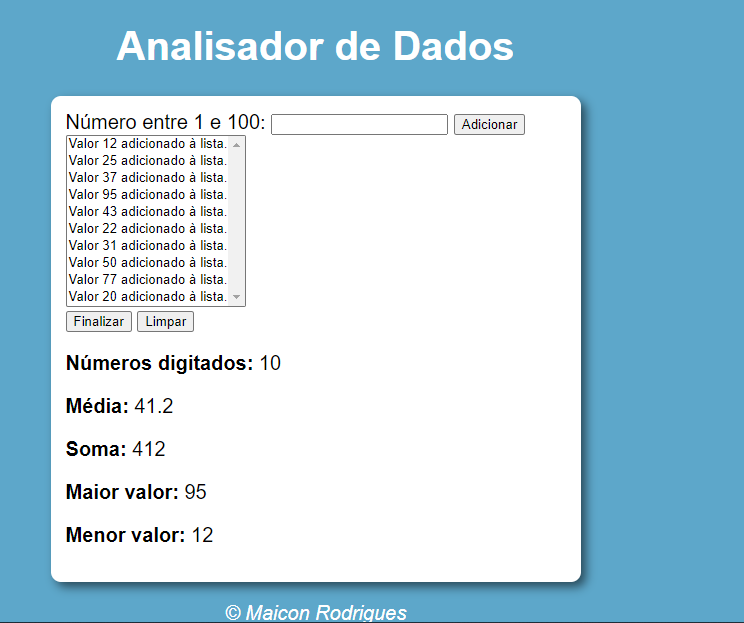 Analisador de Dados
Número entre 1 e 100: Adicionar
Valor 12 adicionado à lista.
Valor 25 adicionado à lista.
Valor 37 adicionado à lista.
Valor 95 adicionado à lista.
Valor 43 adicionado à lista.
Valor 22 adicionado à lista.
Valor 31 adicionado à lista.
Valor 50 adicionado à lista.
Valor 77 adicionado à lista.
Valor 20 adicionado à lista.
Finalizar Limpar
Números digitados: 10
Média: 41.2
Soma: 412
Maior valor: 95
Menor valor: 12
© Maicon Rodrigues